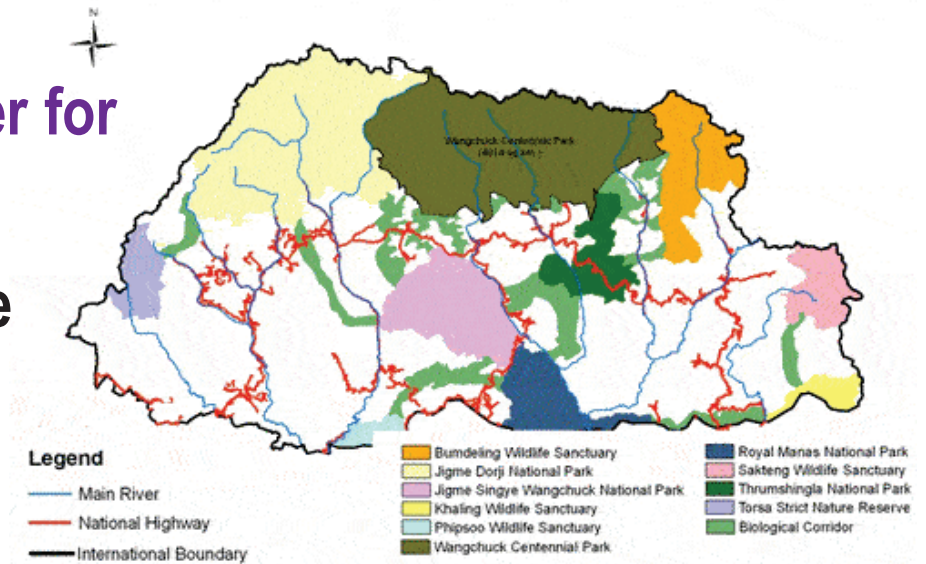 N
er for
e
Wangchuck Park
Legend
Main River
National Highway
International Boundary
Bumdeling Wildlife Sanctuary
Jigme Dorji National Park
Jigme Singye Wangchuck National Park
Khaling Wildlife Sanctuary
Phipsoo Wildlife Sanctuary
Wangchuck Centennial Park
Royal Manas National Park
Sakteng Wildlife Sanctuary
Thrumshingla National Park
Torsa Strict Nature Reserve
Biological Corridor